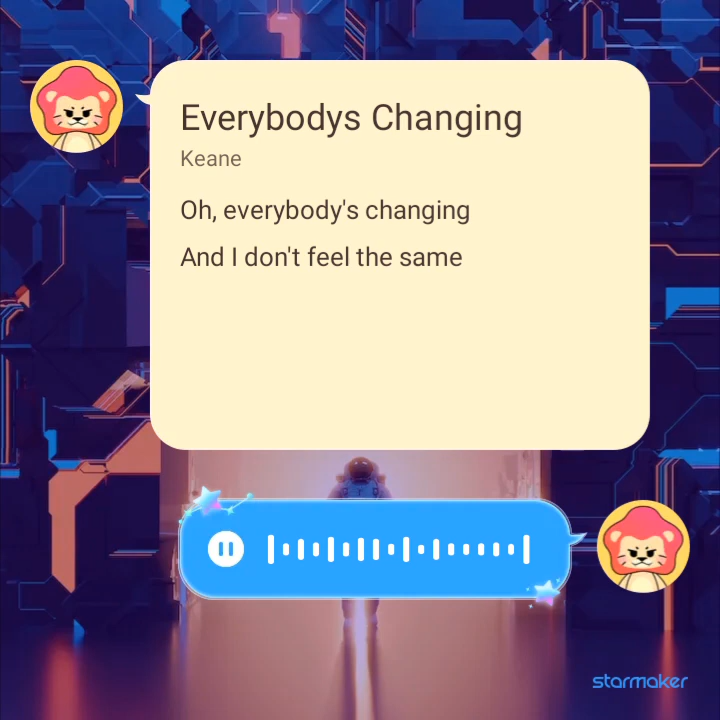 Everybodys Changing
Keane
Oh, everybody's changing
And I don't feel the same
starmaker